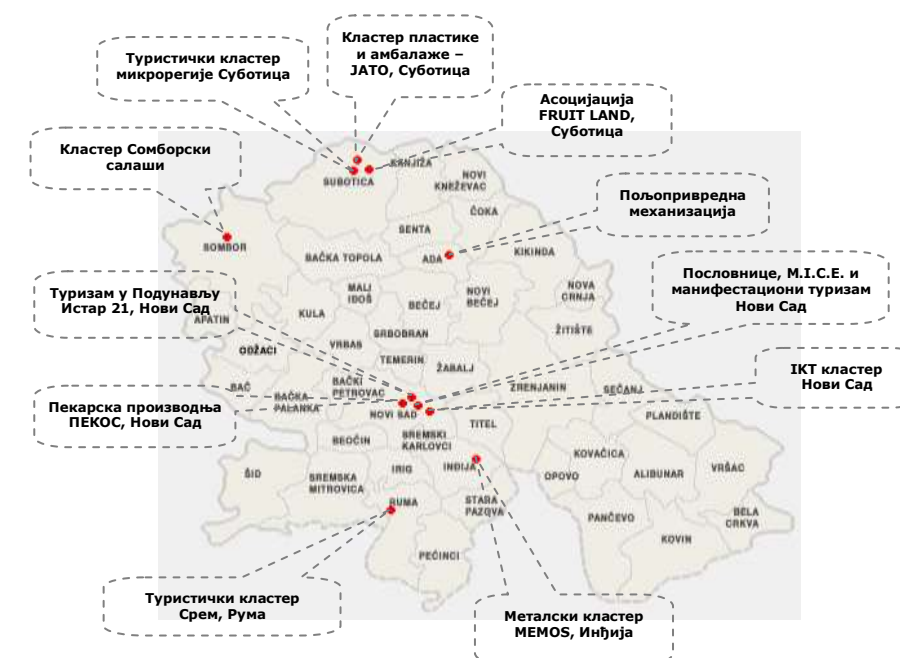 Кластер пластике
и амбалаже –
ЈАТО, Суботица
Туристички кластер
микрорегије Суботица
Асоцијација
FRUIT LAND,
Суботица
Кластер Сомборски
салаши
Пољопривредна
механизација
Пословнице, M.I.C.E. и
манифестациони туризам
Нови Сад
Туризам у Подунављу
Истар 21, Нови Сад
ІКТ кластер
Нови Сад
Пекарска производња
ПЕКОС, Нови Сад
Туристички кластер
Срем, Рума
Металски кластер
MEMOS, Инђија
KANJIŽA
SUBOTICA
NOVI
KNEŽEVAC
ČOKA
SENTA
SOMBOR
BAČKA TOPOLA
ADA
KIKINDA
MALI
IĐOŠ
NOVI
BEČEJ
NOVA
CRNJA
BEČEJ
APATIN
KULA
SRBOBRAN
ŽITIŠTE
VRBAS
ODŽACI
TEMERIN
ŽABALJ
BAČ
BAČKI
PETROVAC
ZRENJANIN
SEČANJ
BAČKA
PALANKA
NOVI SAD
TITEL
PLANDIŠTE
BEOČIN
SREMSKI
KARLOVCI
KOVAČICA
ŠID
IRIG
INĐIJA
OPOVO
ALIBUNAR
VRŠAC
SREMSKA
MITROVICA
RUMA
STARA
PAZOVA
PANČEVO
BELA
CRKVA
KOVIN
PEĆINCI